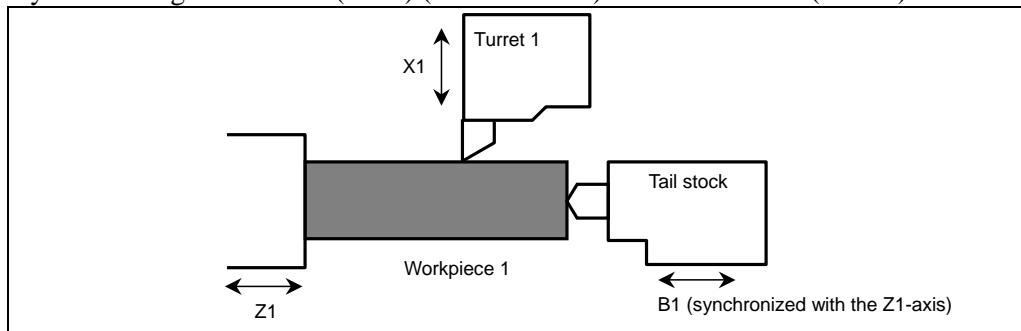 Turret 1
X1
Tail stock
Workpiece 1
Z1
B1 (synchronized with the Z1-axis)